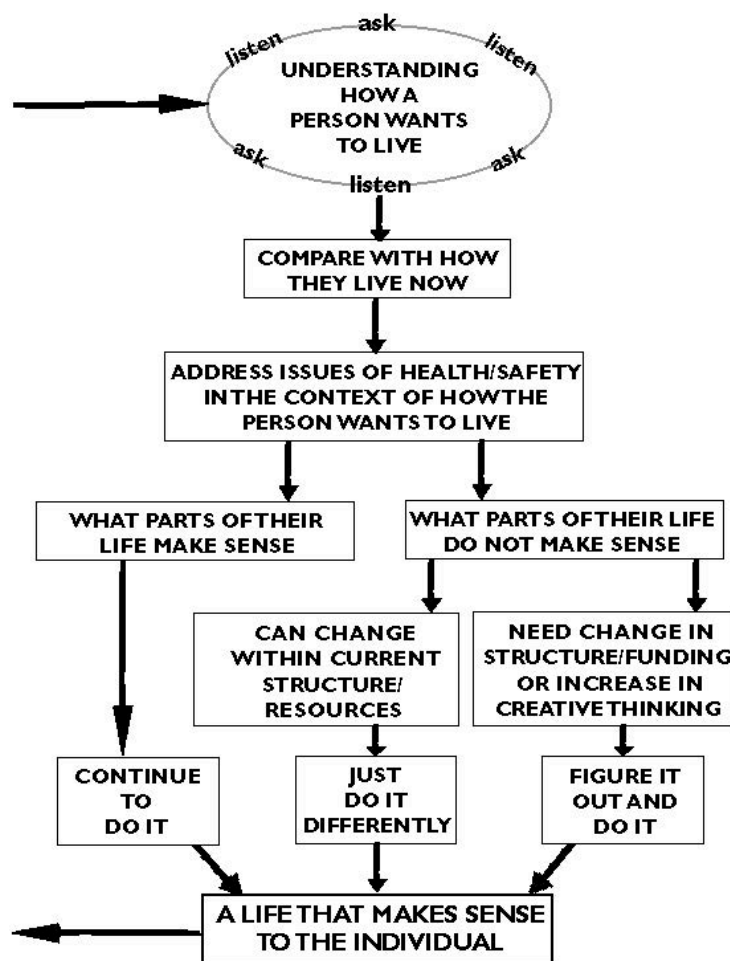 ask
listen
listen
UNDERSTANDING
HOW A
PERSON WANTS
TO LIVE
ask
ask
listen
COMPARE WITH HOW
THEY LIVE NOW
ADDRESS ISSUES OF HEALTH/SAFETY
IN THE CONTEXT OF HOW THE
PERSON WANTS TO LIVE
WHAT PARTS OF THEIR
LIFE MAKE SENSE
WHAT PARTS OF THEIR LIFE
DO NOT MAKE SENSE
CAN CHANGE
WITHIN CURRENT
STRUCTURE/
RESOURCES
NEED CHANGE IN
STRUCTURE/FUNDING
OR INCREASE IN
CREATIVE THINKING
CONTINUE
TO
DO IT
JUST
DO IT
DIFFERENTLY
FIGURE IT
OUT AND
DO IT
A LIFE THAT MAKES SENSE
TO THE INDIVIDUAL